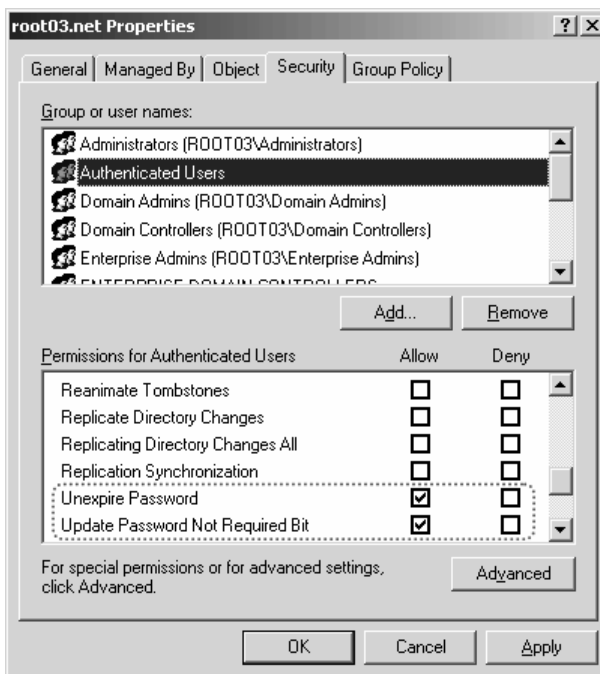 root03.net Properties
General Managed By Object Security Group Policy
Group or user names:
Administrators (ROOT03\Administrators)
Authenticated Users
Domain Admins (ROOT03\Domain Admins)
Domain Controllers (ROOT03\Domain Controllers)
Enterprise Admins (ROOT03\Enterprise Admins)
ENTERPRISE DOMAIN CONTROLLERS
Add... Remove
Permissions for Authenticated Users Allow Deny
Reanimate Tombstones
Replicate Directory Changes
Replicating Directory Changes All
Replication Synchronization
Unexpire Password
Update Password Not Required Bit
For special permissions or for advanced settings,
click Advanced.
Advanced
OK Cancel Apply